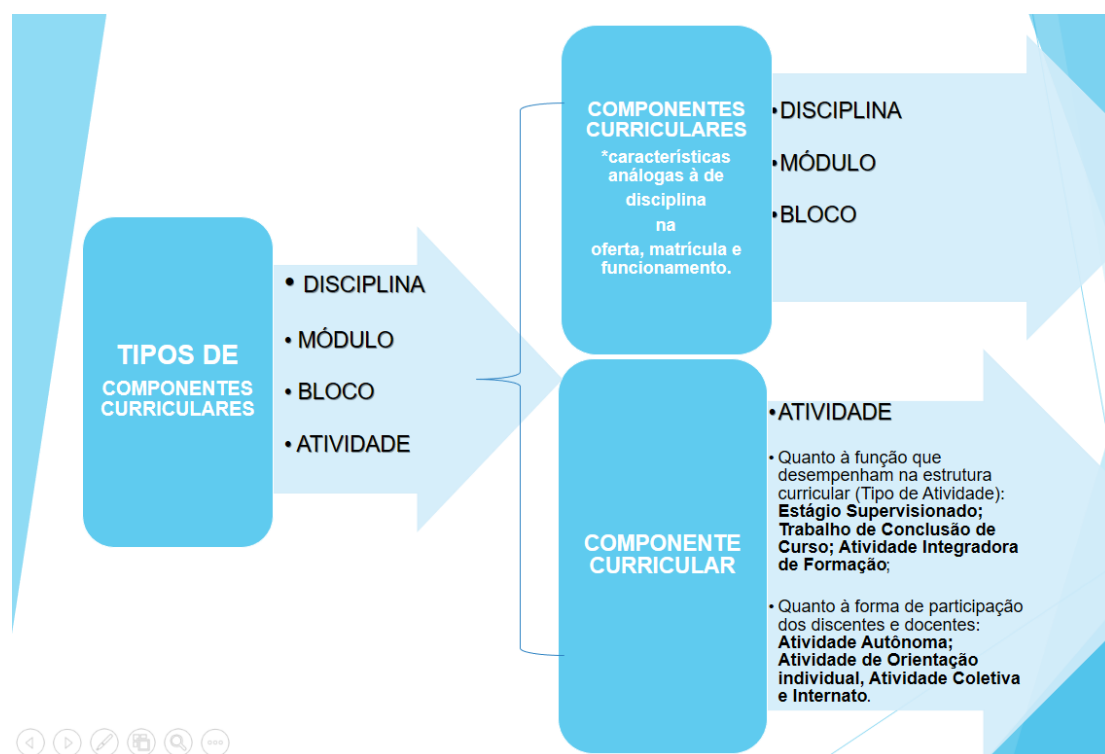 TIPOS DE
COMPONENTES
CURRICULARES
• DISCIPLINA
• MÓDULO
• BLOCO
• ATIVIDADE
COMPONENTES
CURRICULARES
*características
análogas à de
disciplina
na
oferta, matrícula e
funcionamento.
•DISCIPLINA
•MÓDULO
•BLOCO
COMPONENTE
CURRICULAR
•ATIVIDADE
• Quanto à função que
desempenham na estrutura
curricular (Tipo de Atividade):
Estágio Supervisionado;
Trabalho de Conclusão de
Curso; Atividade Integradora
de Formação;
• Quanto à forma de participação
dos discentes e docentes:
Atividade Autônoma;
Atividade de Orientação
individual, Atividade Coletiva
e Internato.